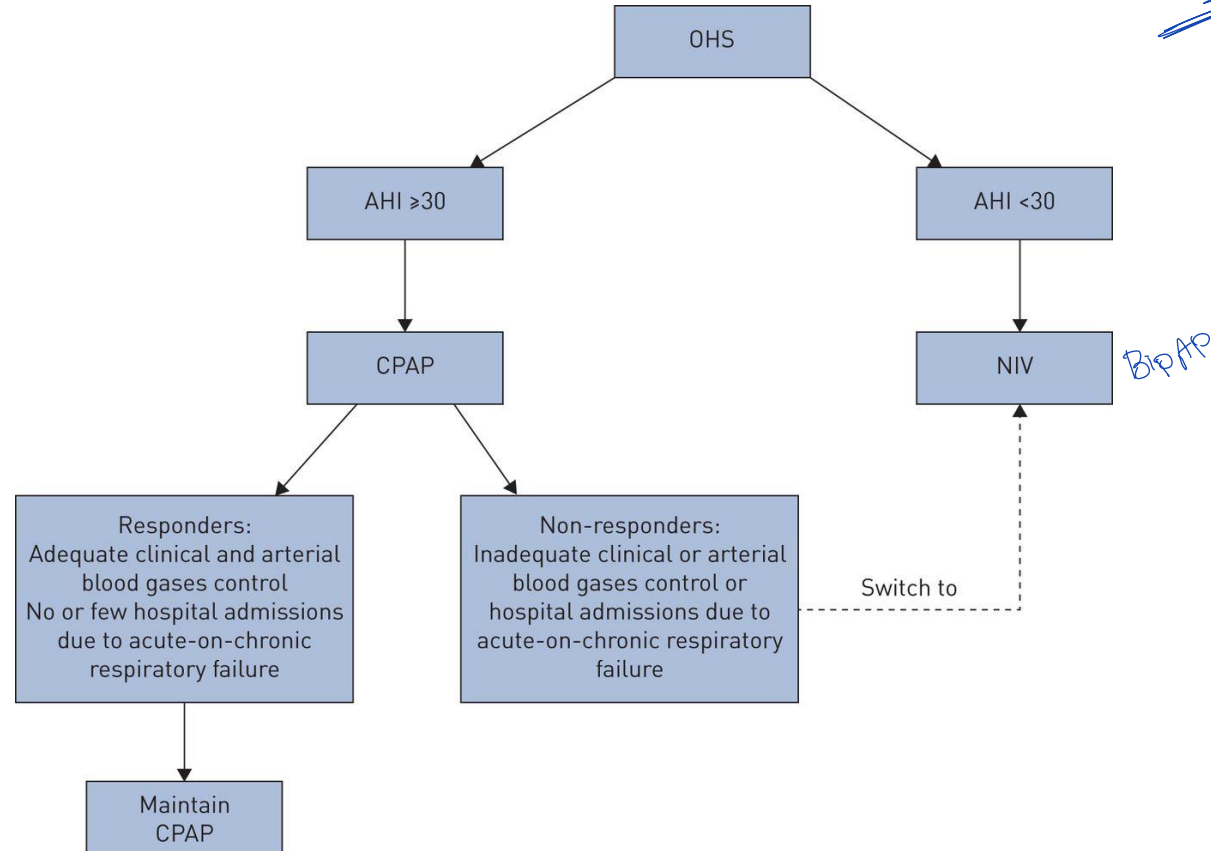 OHS
AHI ⩾30
AHI <30
CPAP
NIV
BipAP
Responders:
Adequate clinical and arterial
blood gases control
No or few hospital admissions
due to acute-on-chronic
respiratory failure
Non-responders:
Inadequate clinical or arterial
blood gases control or
hospital admissions due to
acute-on-chronic respiratory
failure
Switch to
Maintain
CPAP